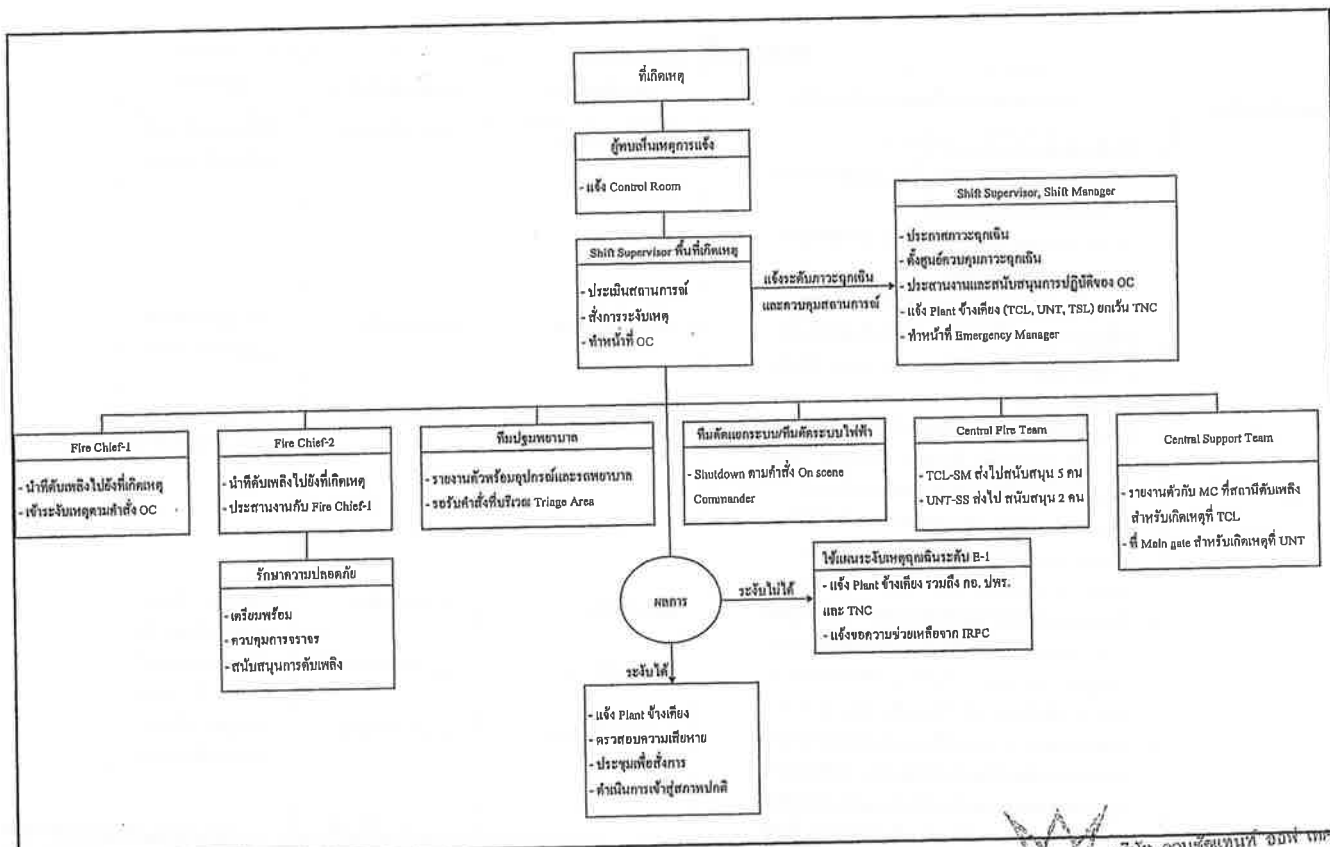 ที่เกิดเหตุ
ผู้พบเห็นเหตุการแจ้ง
- แจ้ง Control Room
Shift Supervisor พื้นที่เกิดเหตุ
- ประเมินสถานการณ์
- สั่งการระงับเหตุ
- ทำหน้าที่ OC
แจ้งระดับภาวะฉุกเฉิน
และควบคุมสถานการณ์
Shift Supervisor, Shift Manager
- ประกาศภาวะฉุกเฉิน
- ตั้งศูนย์ควบคุมภาวะฉุกเฉิน
- ประสานงานและสนับสนุนการปฏิบัติของ OC
- แจ้ง Plant ข้างเคียง (TCL, UNT, TSL) ยกเว้น TNC
- ทำหน้าที่ Emergency Manager
Fire Chief-1
- นำทีดับเพลิงไปยังที่เกิดเหตุ
- เข้าระงับเหตุตามคำสั่ง OC
Fire Chief-2
- นำทีดับเพลิงไปยังที่เกิดเหตุ
- ประสานงานกับ Fire Chief-1
รักษาความปลอดภัย
- เตรียมพร้อม
- ควบคุมการจราจร
- สนับสนุนการดับเพลิง
ทีมปฐมพยาบาล
- รายงานตัวพร้อมอุปกรณ์และรถพยาบาล
- รอรับคำสั่งที่บริเวณ Triage Area
ทีมตัดแยกระบบ/ทีมตัดระบบไฟฟ้า
- Shutdown ตามคำสั่ง On scene
Commander
Central Fire Team
- TCL-SM ส่งไปสนับสนุน 5 คน
- UNT-SS ส่งไป สนับสนุน 2 คน
Central Support Team
- รายงานตัวกับ MC ที่สถานีดับเพลิง
สำหรับเกิดเหตุที่ TCL
- ที่ Main gate สำหรับเกิดเหตุที่ UNT
ผลการ
ระงับไม่ได้
ใช้แผนระงับเหตุฉุกเฉินระดับ E-1
- แจ้ง Plant ข้างเคียง รวมถึง กอ. ปพร.
และ TNC
- แจ้งขอความช่วยเหลือจาก IRPC
ระงับได้
- แจ้ง Plant ข้างเคียง
- ตรวจสอบความเสียหาย
- ประชุมเพื่อสั่งการ
- ดำเนินการเข้าสู่สภาพปกติ